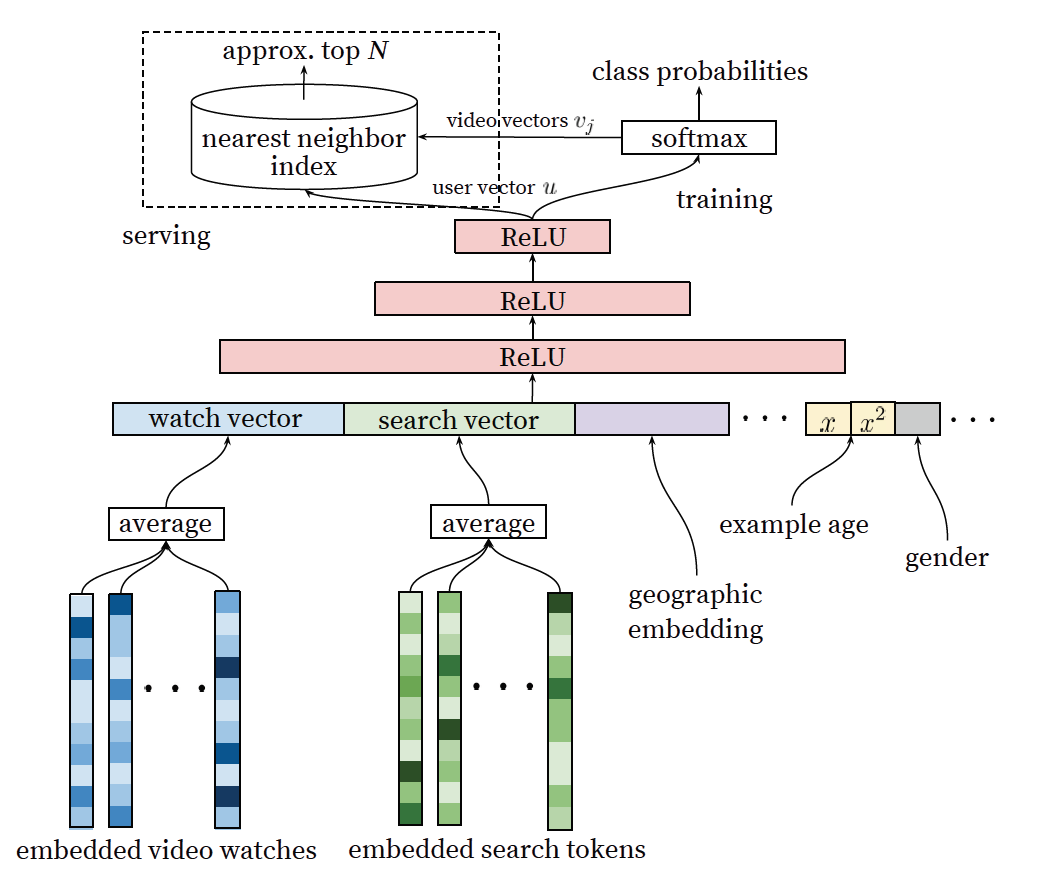 approx. top N
class probabilities
nearest neighbor
index
video vectors v_j
softmax
user vector u
training
serving
ReLU
ReLU
ReLU
watch vector
search vector
. . .
x
x²
. . .
average
average
example age
gender
geographic
embedding
. . .
. . .
embedded video watches
embedded search tokens